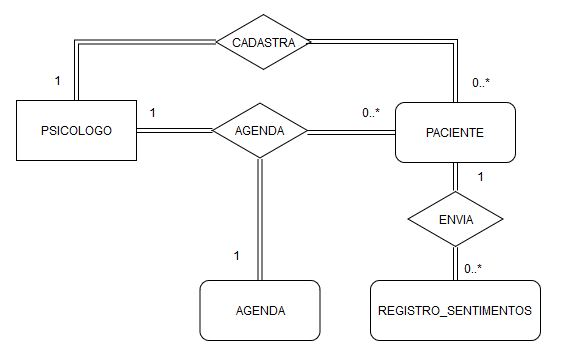 CADASTRA
1
0..*
PSICOLOGO
1
AGENDA
0..*
PACIENTE
1
ENVIA
1
0..*
AGENDA
REGISTRO_SENTIMENTOS